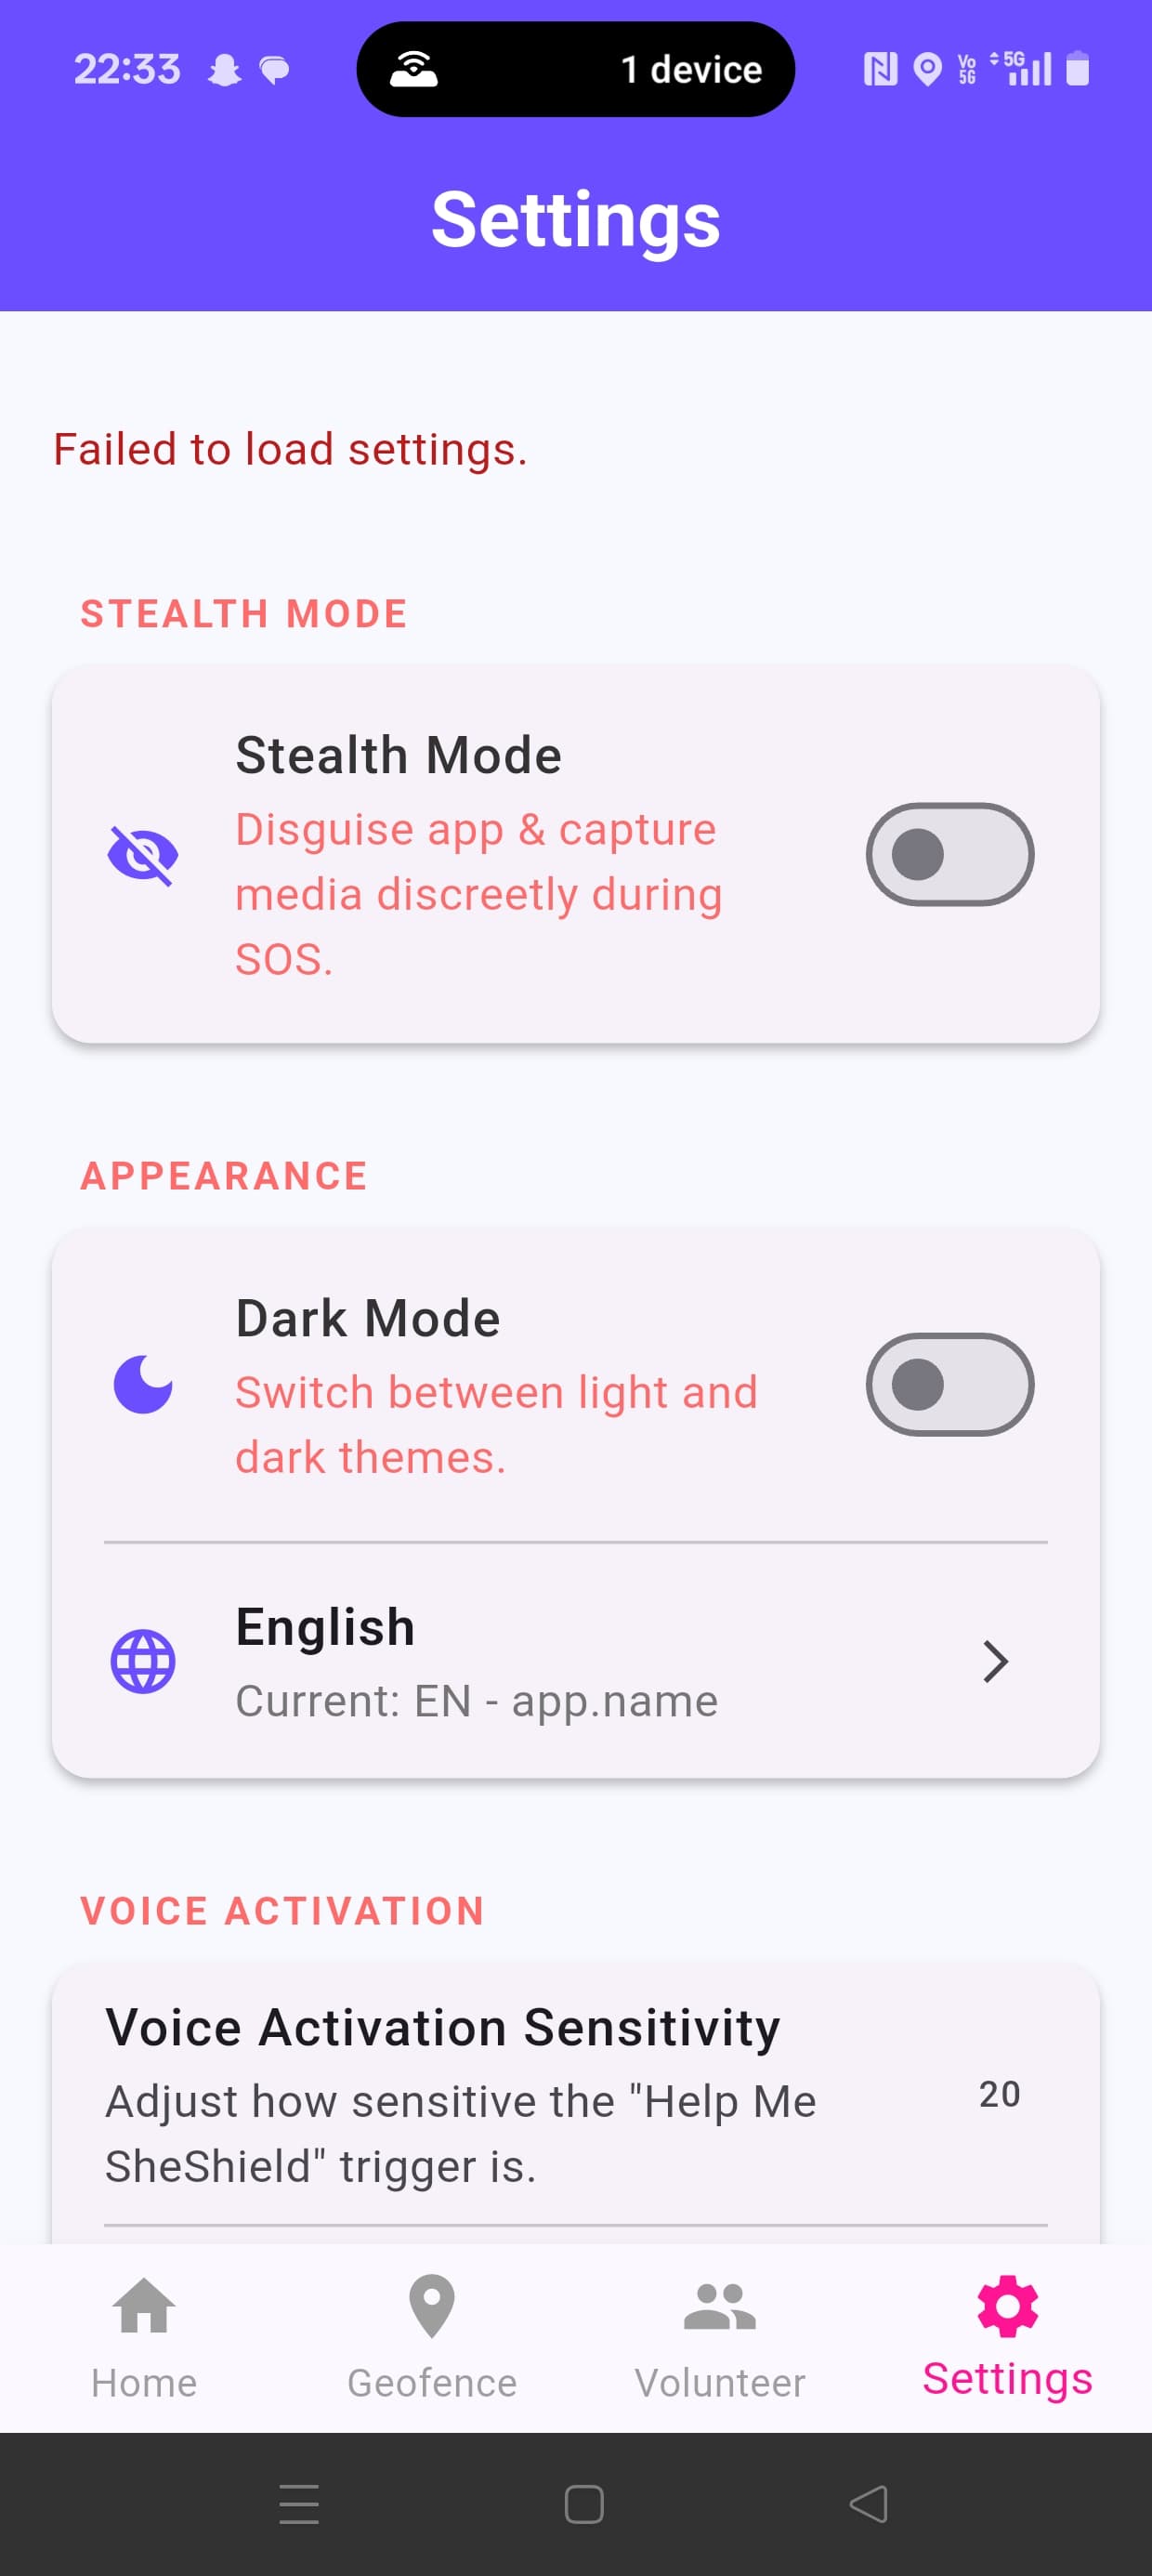 22:33
1 device
Vo
5G
5G
Settings
Failed to load settings.
STEALTH MODE
Stealth Mode
Disguise app & capture
media discreetly during
SOS.
APPEARANCE
Dark Mode
Switch between light and
dark themes.
English
Current: EN - app.name
VOICE ACTIVATION
Voice Activation Sensitivity
Adjust how sensitive the "Help Me
SheShield" trigger is.
20
Home
Geofence
Volunteer
Settings